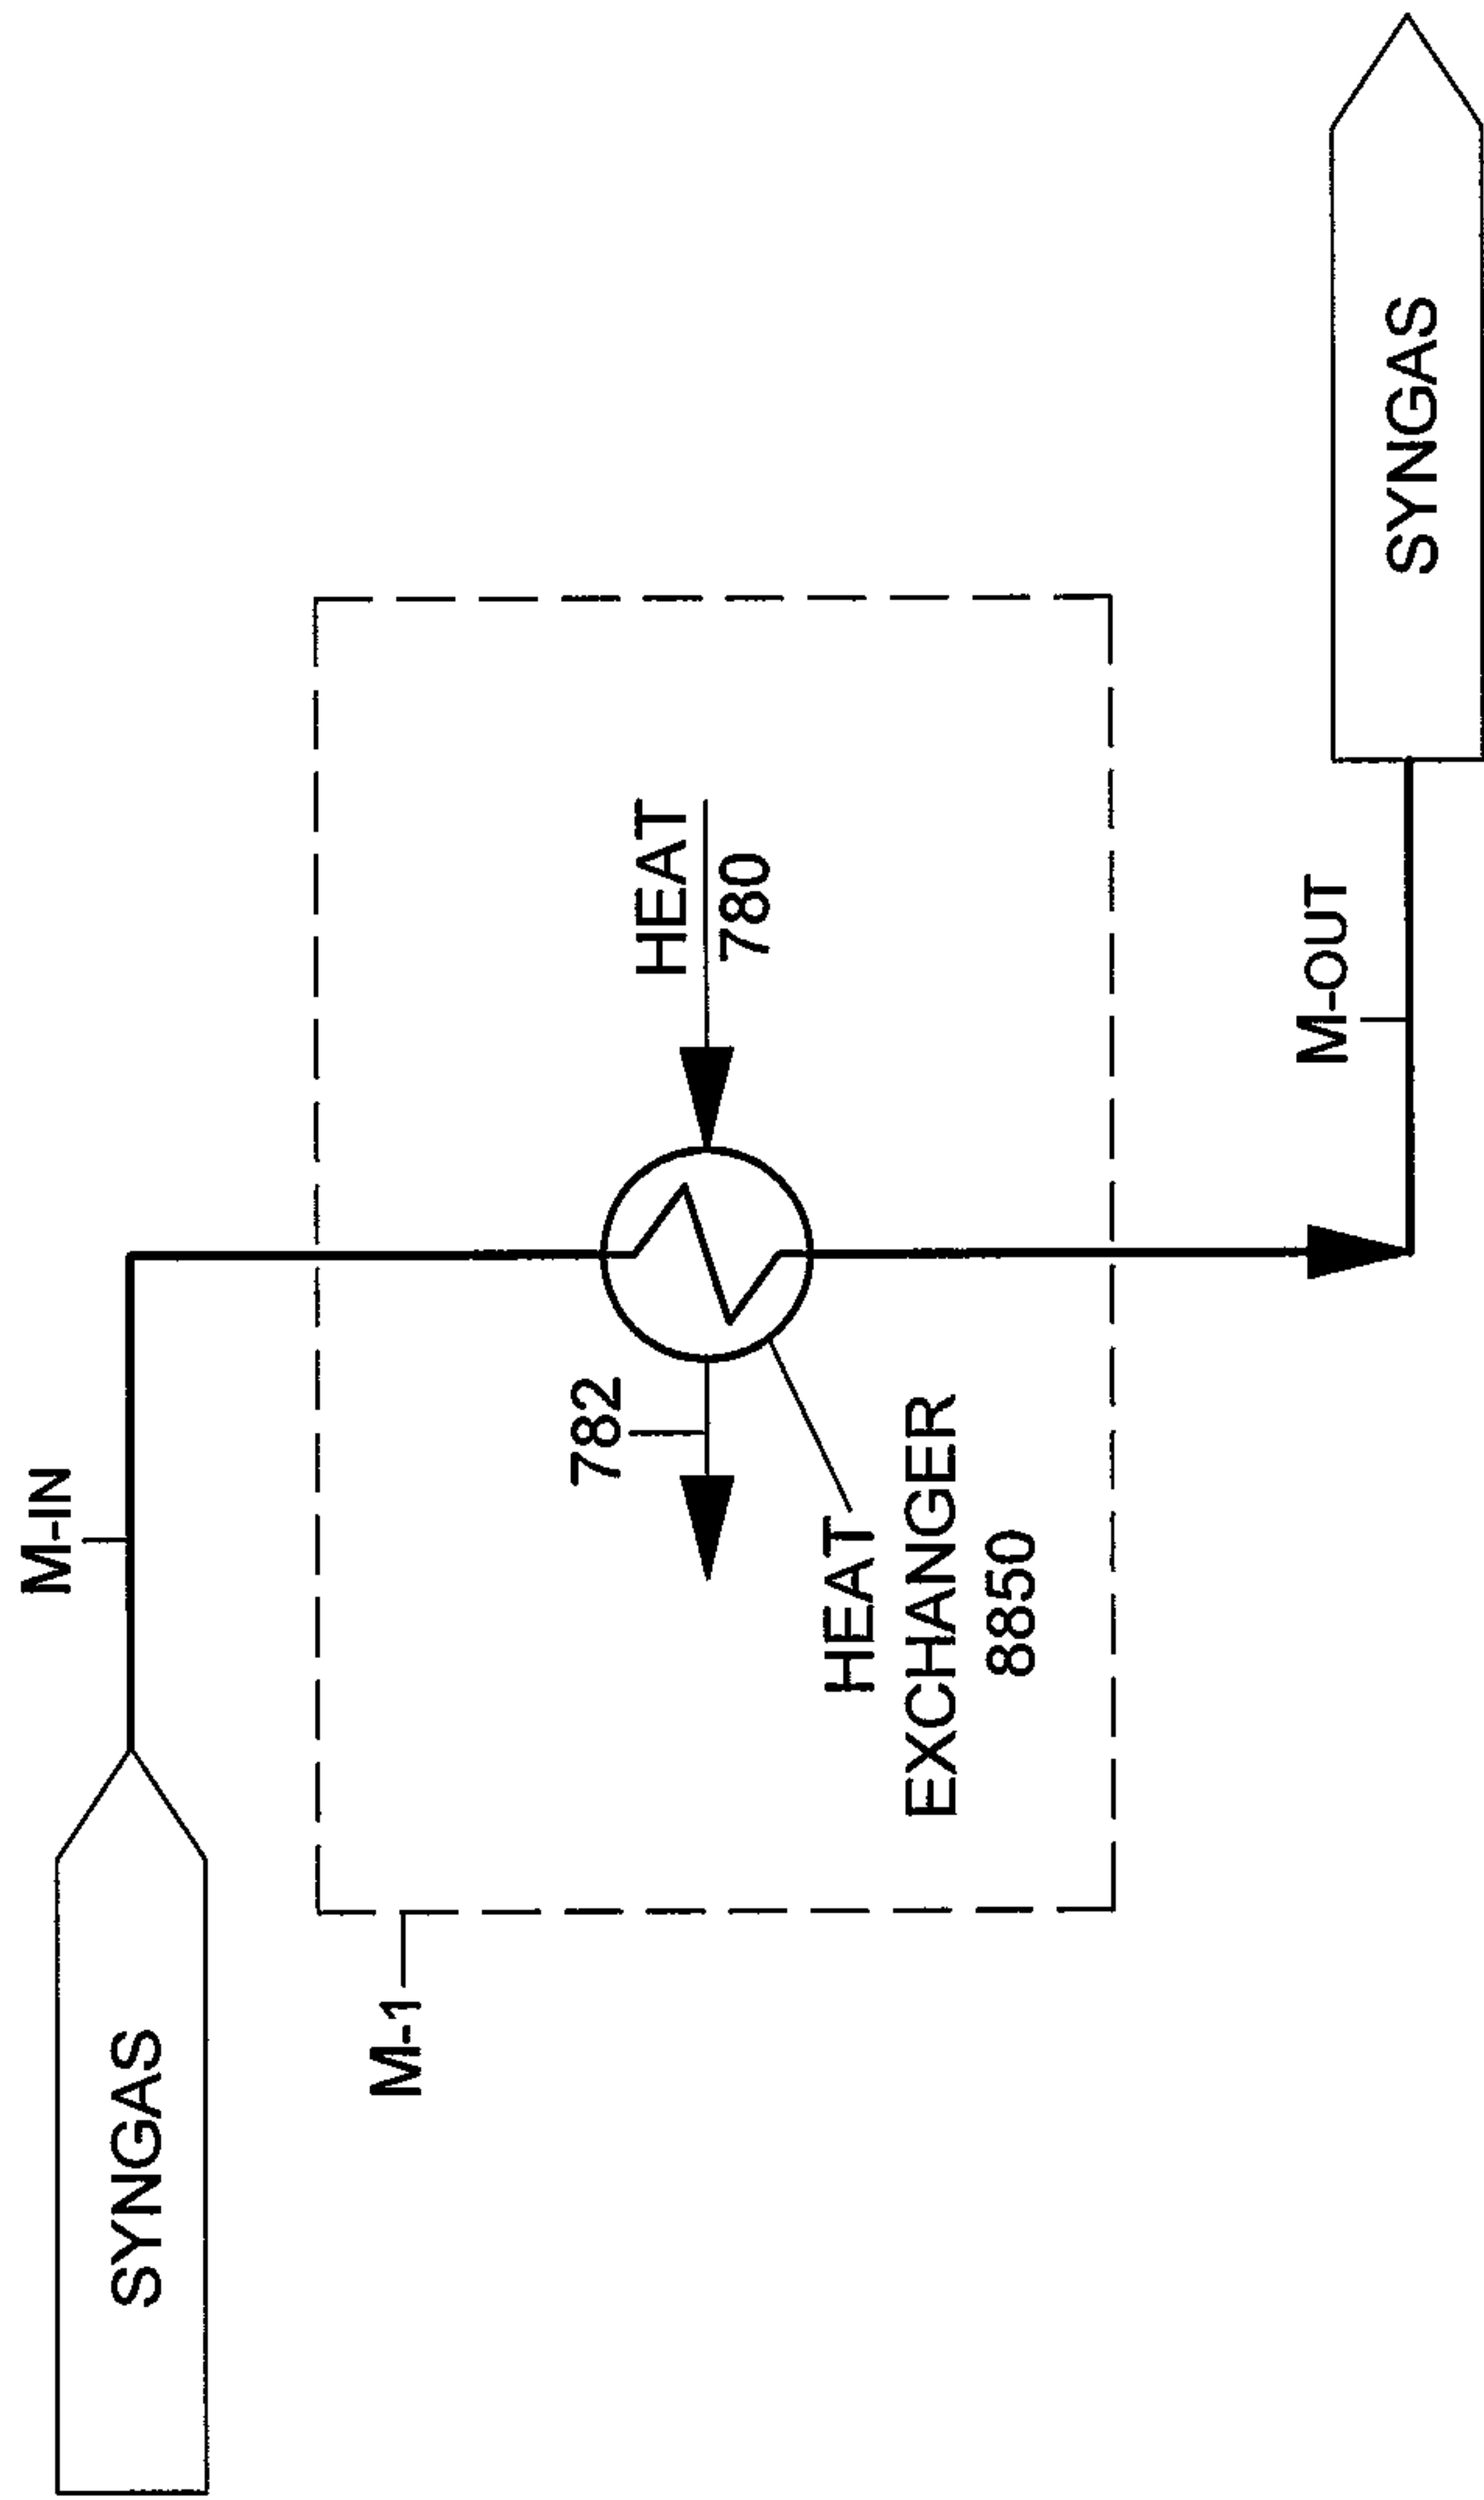 M-IN
SYNGAS
M-1
782
HEAT
780
HEAT
EXCHANGER
8850
M-OUT
SYNGAS